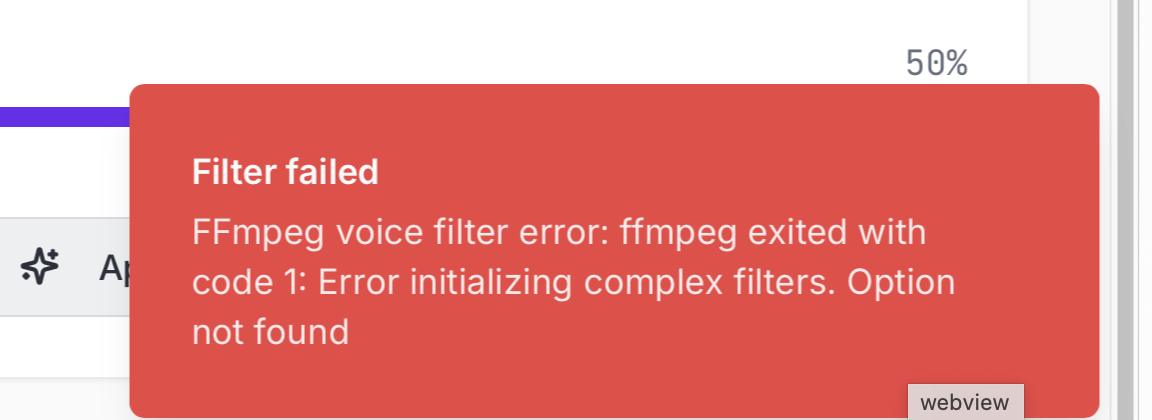 50%
Filter failed
FFmpeg voice filter error: ffmpeg exited with
code 1: Error initializing complex filters. Option
not found
webview